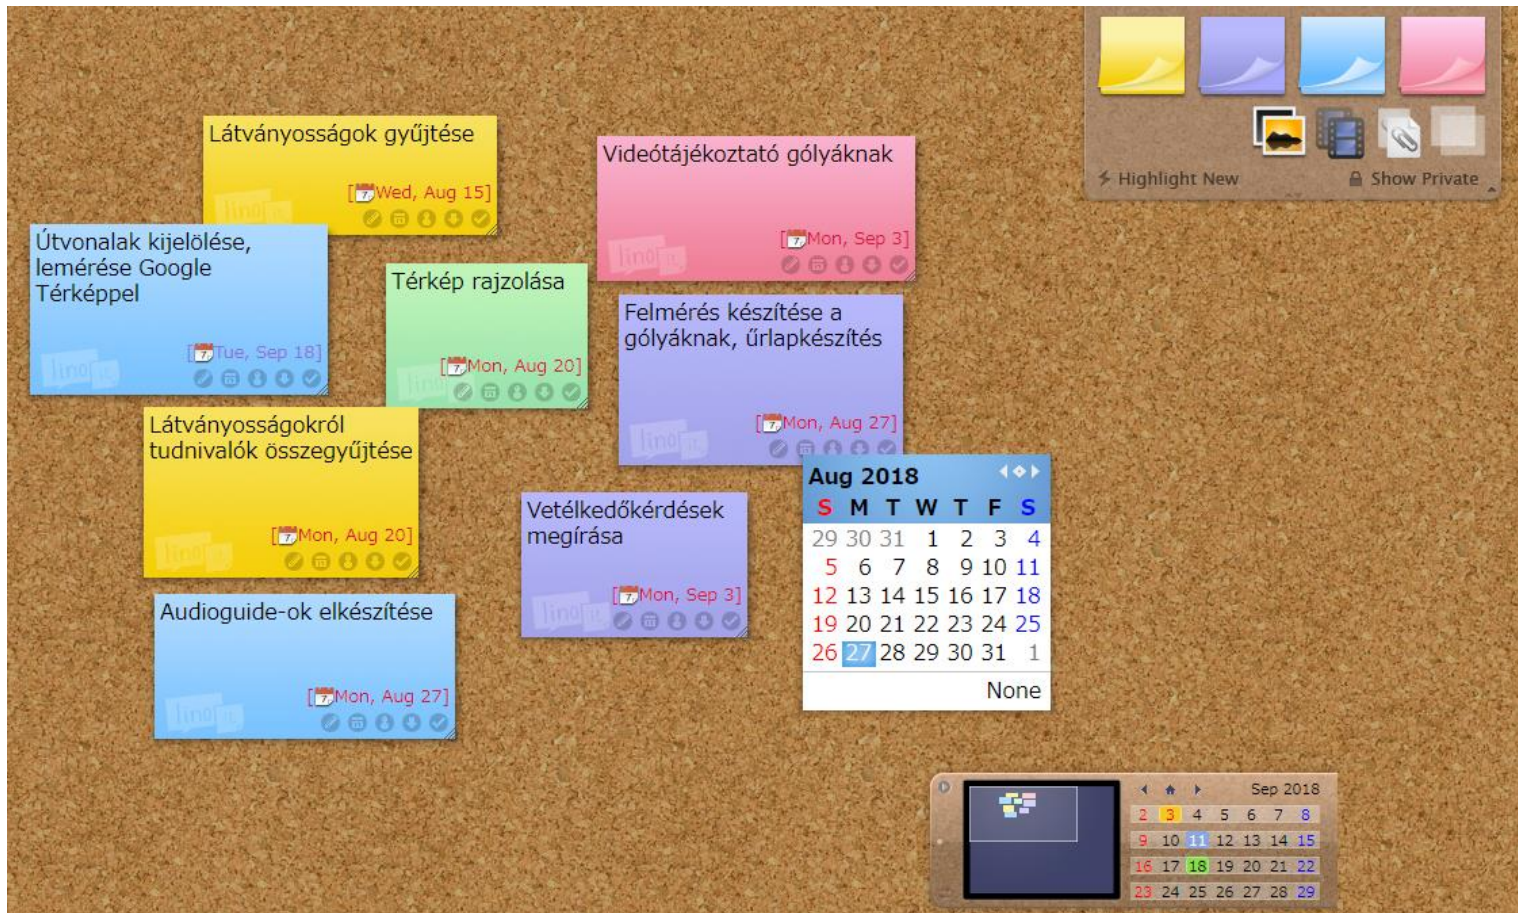 Látványosságok gyűjtése
[Wed, Aug 15]
Útvonalak kijelölése,
lemérése Google
Térképpel
[Tue, Sep 18]
Térkép rajzolása
[Mon, Aug 20]
Látványosságokról
tudnivalók összegyűjtése
[Mon, Aug 20]
Audioguide-ok elkészítése
[Mon, Aug 27]
Videótájékoztató gólyáknak
[Mon, Sep 3]
Felmérés készítése a
gólyáknak, űrlapkészítés
[Mon, Aug 27]
Vetélkedőkérdések
megírása
[Mon, Sep 3]
Aug 2018
S M T W T F S
29 30 31 1 2 3 4
5 6 7 8 9 10 11
12 13 14 15 16 17 18
19 20 21 22 23 24 25
26 27 28 29 30 31 1
None
Highlight New
Show Private
Sep 2018
2 3 4 5 6 7 8
9 10 11 12 13 14 15
16 17 18 19 20 21 22
23 24 25 26 27 28 29